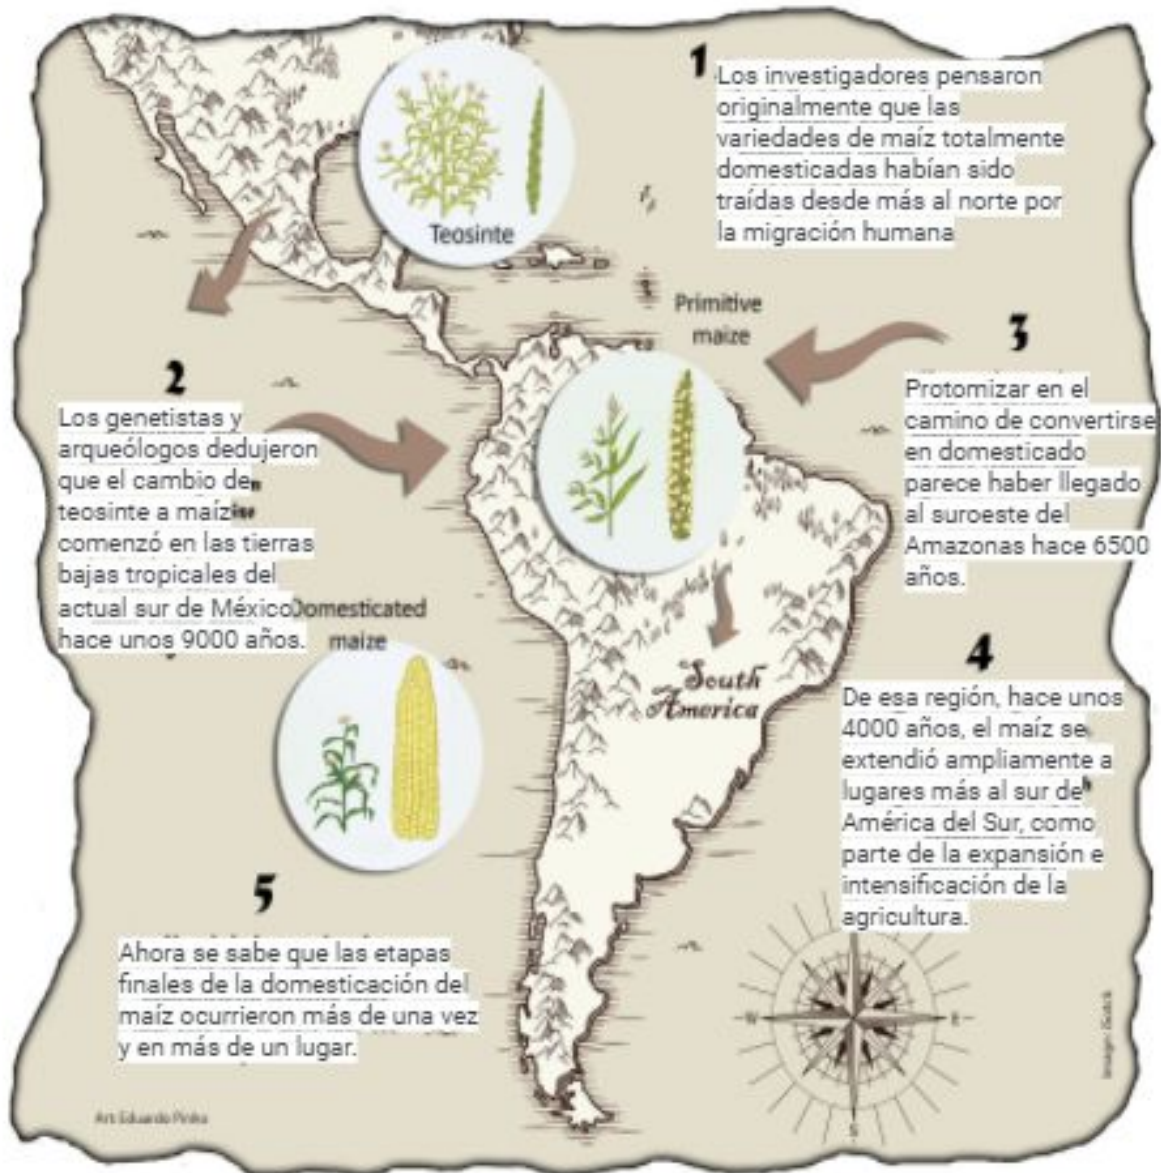 1
Los investigadores pensaron
originalmente que las
variedades de maíz totalmente
domesticadas habían sido
traídas desde más al norte por
la migración humana
Teosinte
Primitive
maize
2
Los genetistas y
arqueólogos dedujeron
que el cambio de
teosinte a maíz
comenzó en las tierras
bajas tropicales del
actual sur de México
hace unos 9000 años.
3
Protomizar en el
camino de convertirse
en domesticado
parece haber llegado
al suroeste del
Amazonas hace 6500
años.
Domesticated
maize
South
America
4
De esa región, hace unos
4000 años, el maíz se
extendió ampliamente a
lugares más al sur de
América del Sur, como
parte de la expansión e
intensificación de la
agricultura.
5
Ahora se sabe que las etapas
finales de la domesticación del
maíz ocurrieron más de una vez
y en más de un lugar.
W
E
S
Art Eduardo